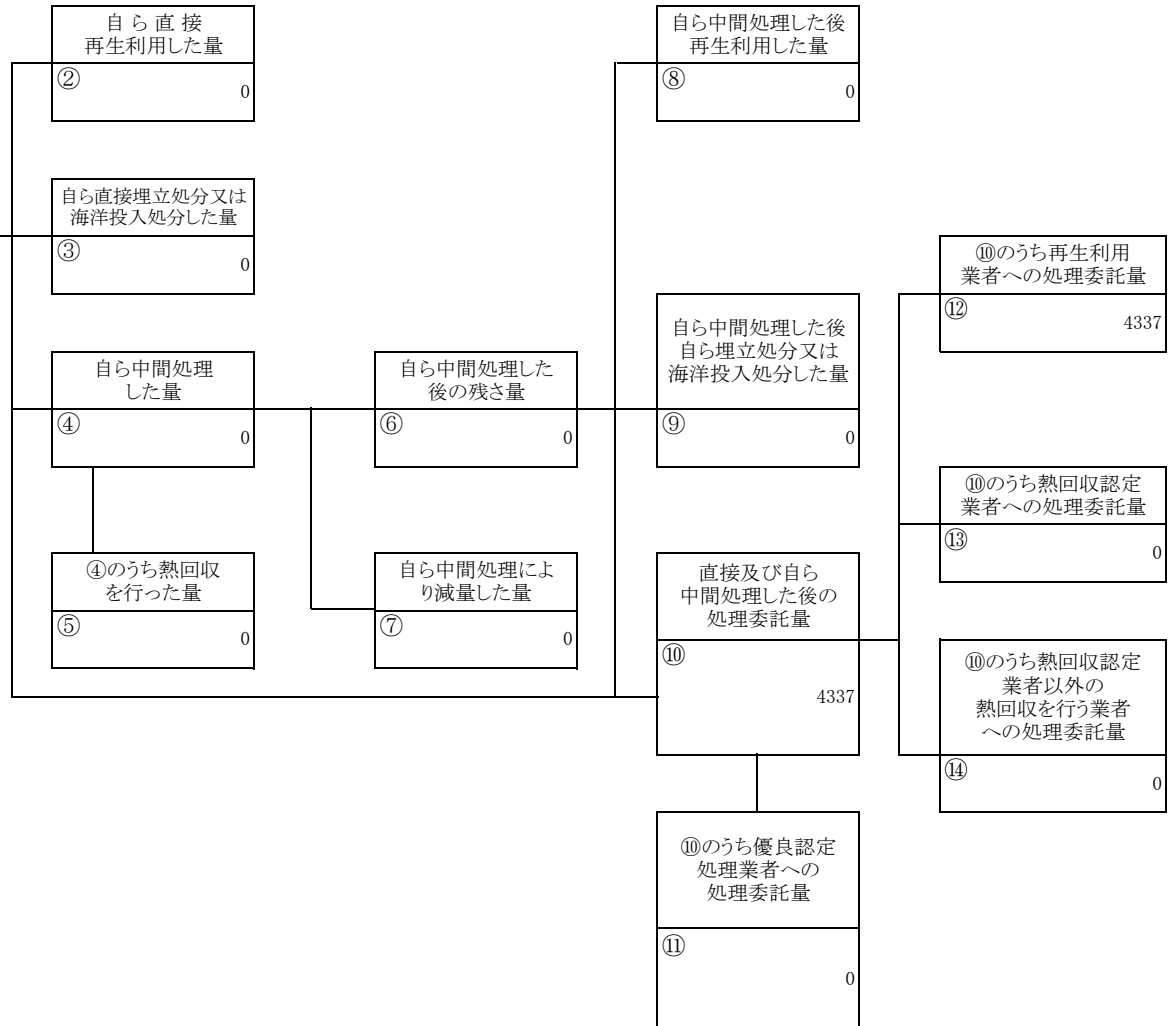 自 ら 直 接
再生利用した量
②
0
自ら直接埋立処分又は
海洋投入処分した量
③
0
自ら中間処理
した量
④
0
④のうち熱回収
を行った量
⑤
0
自ら中間処理した
後の残さ量
⑥
0
自ら中間処理によ
り減量した量
⑦
0
自ら中間処理した後
再生利用した量
⑧
0
自ら中間処理した後
自ら埋立処分又は
海洋投入処分した量
⑨
0
直接及び自ら
中間処理した後の
処理委託量
⑩
4337
⑩のうち優良認定
処理業者への
処理委託量
⑪
0
⑩のうち再生利用
業者への処理委託量
⑫
4337
⑩のうち熱回収認定
業者への処理委託量
⑬
0
⑩のうち熱回収認定
業者以外の
熱回収を行う業者
への処理委託量
⑭
0